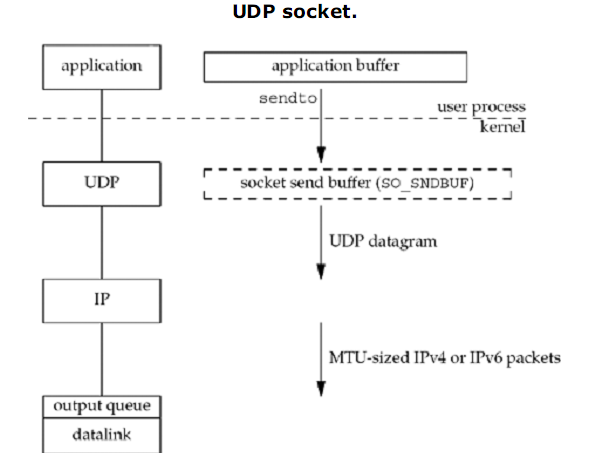 UDP socket.
application
application buffer
sendto
user process
kernel
UDP
socket send buffer (SO_SNDBUF)
UDP datagram
IP
MTU-sized IPv4 or IPv6 packets
output queue
datalink